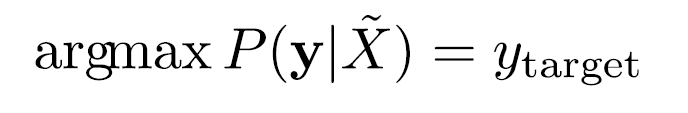 argmax P(y|X̃) = y_target